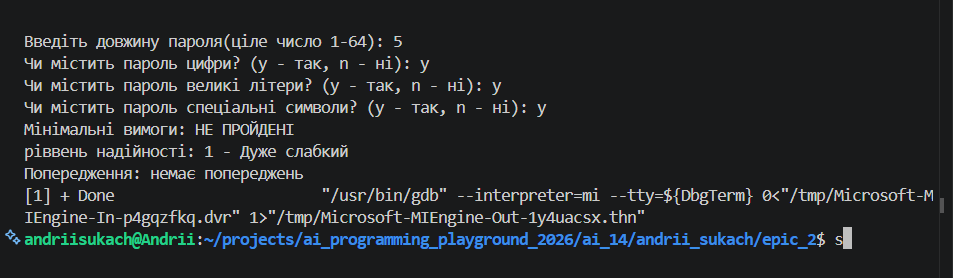 Введіть довжину пароля(ціле число 1-64): 5
Чи містить пароль цифри? (y - так, n - ні): y
Чи містить пароль великі літери? (y - так, n - ні): y
Чи містить пароль спеціальні символи? (y - так, n - ні): y
Мінімальні вимоги: НЕ ПРОЙДЕНІ
ріввень надійності: 1 - Дуже слабкий
Попередження: немає попереджень
[1] + Done                       "/usr/bin/gdb" --interpreter=mi --tty=${DbgTerm} 0<"/tmp/Microsoft-M
IEngine-In-p4gqzfkq.dvr" 1>"/tmp/Microsoft-MIEngine-Out-1y4uacsx.thn"
andriisukach@Andrii:~/projects/ai_programming_playground_2026/ai_14/andrii_sukach/epic_2$ s